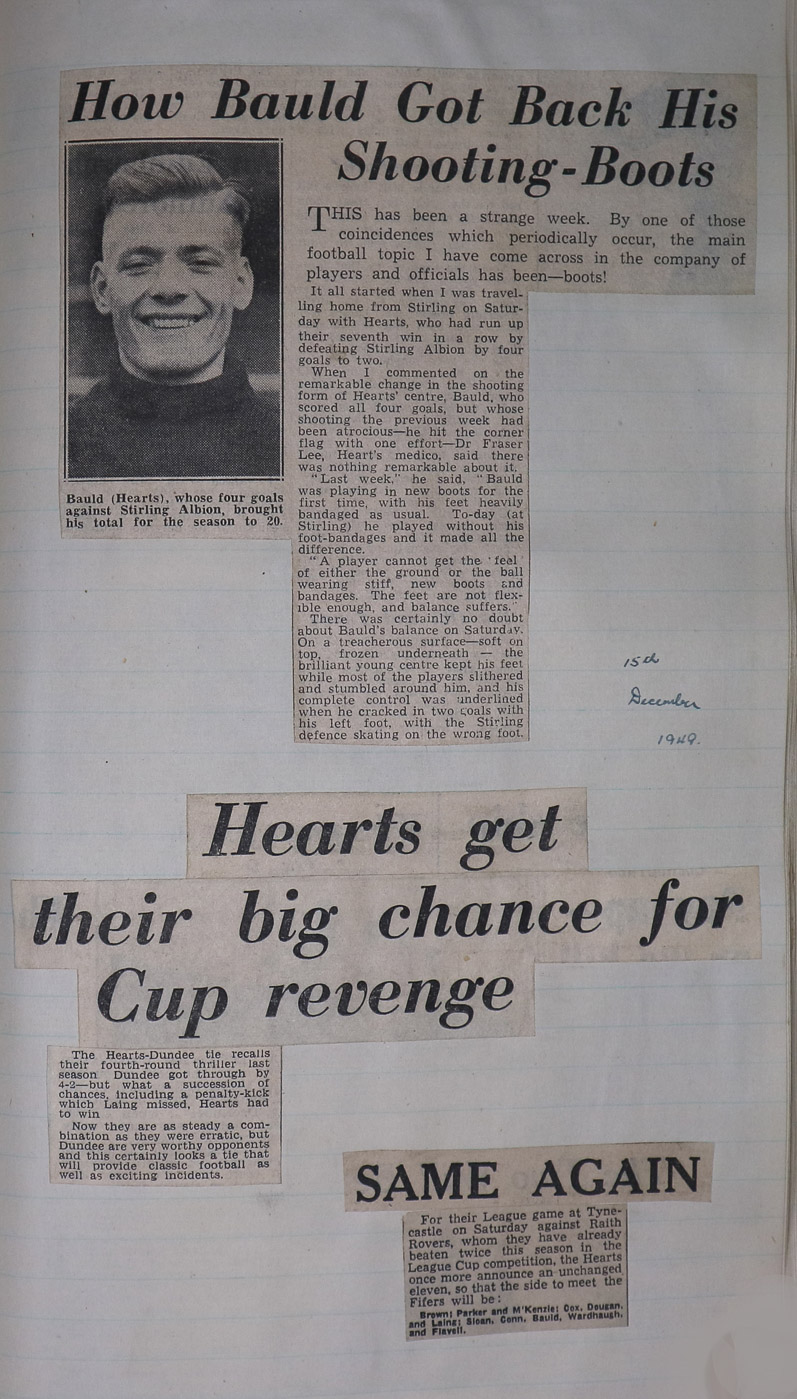 How Bauld Got Back His
Shooting-Boots
THIS has been a strange week. By one of those
coincidences which periodically occur, the main
football topic I have come across in the company of
players and officials has been—boots!
It all started when I was travel-
ling home from Stirling on Satur-
day with Hearts, who had run up
their seventh win in a row by
defeating Stirling Albion by four
goals to two.
When I commented on the
remarkable change in the shooting
form of Hearts' centre, Bauld, who
scored all four goals, but whose
shooting the previous week had
been atrocious—he hit the corner
flag with one effort—Dr Fraser
Lee, Heart's medico, said there
was nothing remarkable about it.
"Last week," he said, "Bauld
was playing in new boots for the
first time, with his feet heavily
bandaged as usual. To-day (at
Stirling) he played without his
foot-bandages and it made all the
difference.
"A player cannot get the 'feel'
of either the ground or the ball
wearing stiff, new boots and
bandages. The feet are not flex-
ible enough, and balance suffers."
There was certainly no doubt
about Bauld's balance on Saturday.
On a treacherous surface—soft on
top, frozen underneath — the
brilliant young centre kept his feet
while most of the players slithered
and stumbled around him, and his
complete control was underlined
when he cracked in two goals with
his left foot, with the Stirling
defence skating on the wrong foot.
Bauld (Hearts), whose four goals
against Stirling Albion, brought
his total for the season to 20.
15th
December
1949.
Hearts get
their big chance for
Cup revenge
The Hearts-Dundee tie recalls
their fourth-round thriller last
season. Dundee got through by
4-2—but what a succession of
chances, including a penalty-kick
which Laing missed, Hearts had
to win
Now they are as steady a com-
bination as they were erratic, but
Dundee are very worthy opponents
and this certainly looks a tie that
will provide classic football as
well as exciting incidents.
SAME AGAIN
For their League game at Tyne-
castle on Saturday against Raith
Rovers, whom they have already
beaten twice this season in the
League Cup competition, the Hearts
once more announce an unchanged
eleven, so that the side to meet the
Fifers will be:
Brown; Parker and M'Kenzie; Cox, Dougan,
and Laing; Sloan, Conn, Bauld, Wardhaugh,
and Flavell.